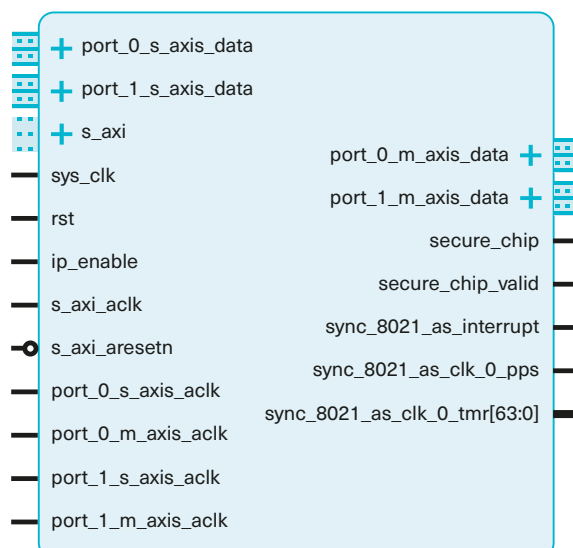 port_0_s_axis_data
port_1_s_axis_data
s_axi
sys_clk
rst
ip_enable
s_axi_aclk
s_axi_aresetn
port_0_s_axis_aclk
port_0_m_axis_aclk
port_1_s_axis_aclk
port_1_m_axis_aclk
port_0_m_axis_data
port_1_m_axis_data
secure_chip
secure_chip_valid
sync_8021_as_interrupt
sync_8021_as_clk_0_pps
sync_8021_as_clk_0_tmr[63:0]